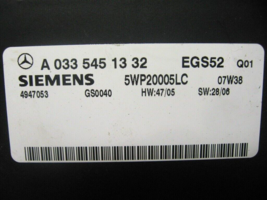 A 033 545 13 32 EGS52 Q01
SIEMENS 5WP20005LC 07W38
4947053 GS0040 HW:47/05 SW:28/06